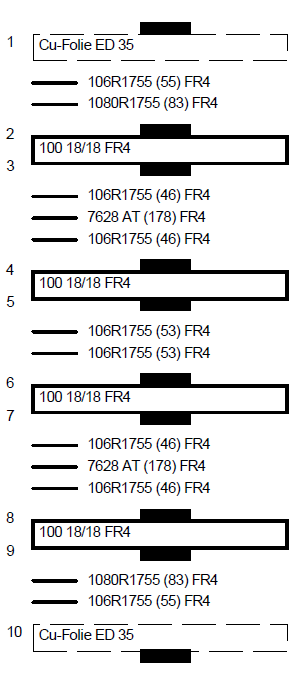 1
Cu-Folie ED 35
106R1755 (55) FR4
1080R1755 (83) FR4
2
100 18/18 FR4
3
106R1755 (46) FR4
7628 AT (178) FR4
106R1755 (46) FR4
4
100 18/18 FR4
5
106R1755 (53) FR4
106R1755 (53) FR4
6
100 18/18 FR4
7
106R1755 (46) FR4
7628 AT (178) FR4
106R1755 (46) FR4
8
100 18/18 FR4
9
1080R1755 (83) FR4
106R1755 (55) FR4
10 Cu-Folie ED 35